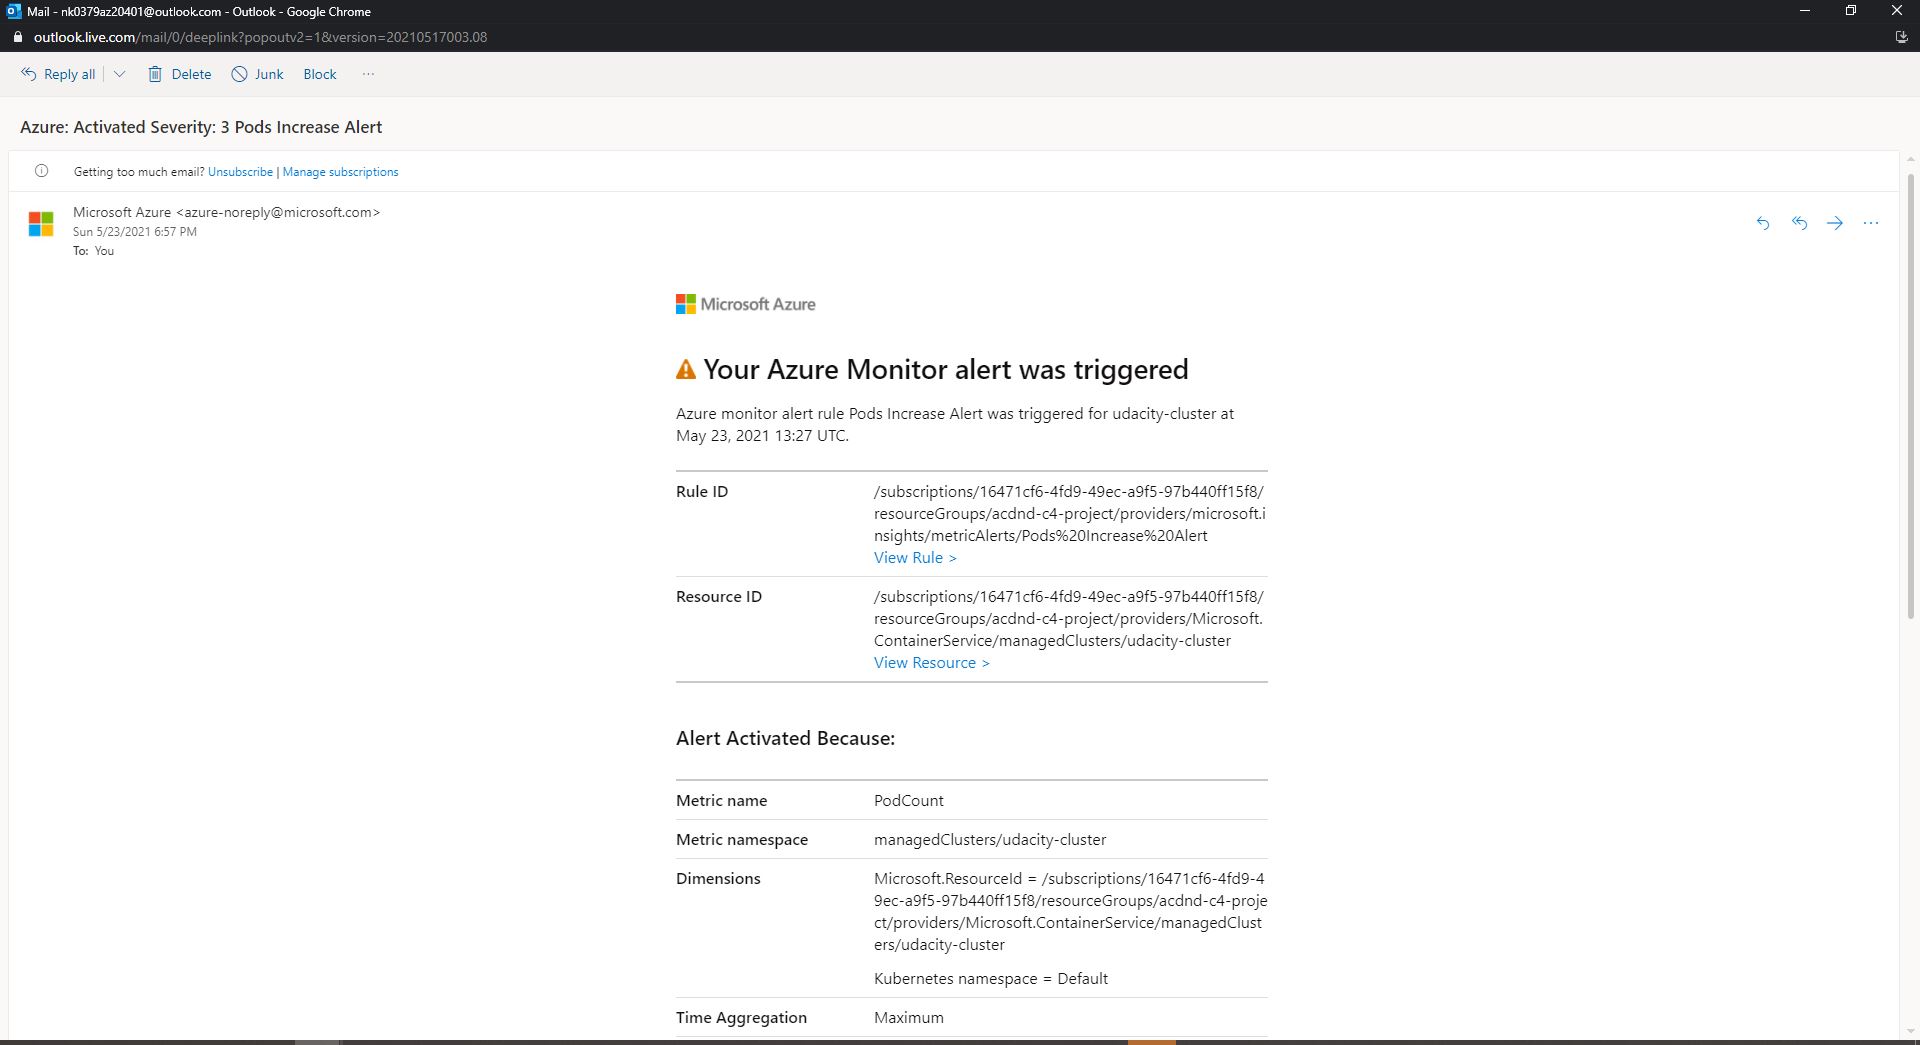 Mail - nk0379az20401@outlook.com - Outlook - Google Chrome
outlook.live.com/mail/0/deeplink?popoutv2=1&version=20210517003.08
Reply all Delete Junk Block ...
Azure: Activated Severity: 3 Pods Increase Alert
Getting too much email? Unsubscribe | Manage subscriptions
Microsoft Azure <azure-noreply@microsoft.com>
Sun 5/23/2021 6:57 PM
To: You
Microsoft Azure
Your Azure Monitor alert was triggered
Azure monitor alert rule Pods Increase Alert was triggered for udacity-cluster at
May 23, 2021 13:27 UTC.
Rule ID /subscriptions/16471cf6-4fd9-49ec-a9f5-97b440ff15f8/
resourceGroups/acdnd-c4-project/providers/microsoft.i
nsights/metricAlerts/Pods%20Increase%20Alert
View Rule >
Resource ID /subscriptions/16471cf6-4fd9-49ec-a9f5-97b440ff15f8/
resourceGroups/acdnd-c4-project/providers/Microsoft.
ContainerService/managedClusters/udacity-cluster
View Resource >
Alert Activated Because:
Metric name PodCount
Metric namespace managedClusters/udacity-cluster
Dimensions Microsoft.ResourceId = /subscriptions/16471cf6-4fd9-4
9ec-a9f5-97b440ff15f8/resourceGroups/acdnd-c4-proje
ct/providers/Microsoft.ContainerService/managedClust
ers/udacity-cluster
Kubernetes namespace = Default
Time Aggregation Maximum